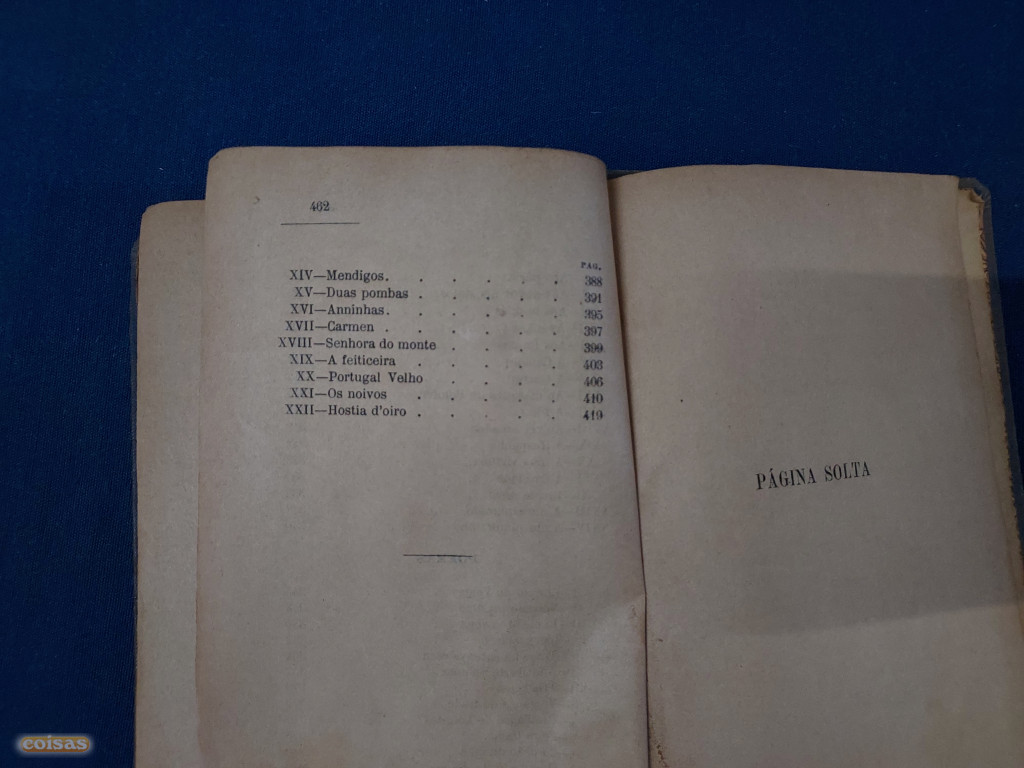 462
PAG.
XIV—Mendigos. . . . . . 388
XV—Duas pombas . . . . . 391
XVI—Anninhas. . . . . . 395
XVII—Carmen . . . . . . 397
XVIII—Senhora do monte . . . . 399
XIX—A feiticeira . . . . . 403
XX—Portugal Velho . . . . 406
XXI—Os noivos . . . . . 410
XXII—Hostia d'oiro . . . . . 419
PÁGINA SOLTA
coisas